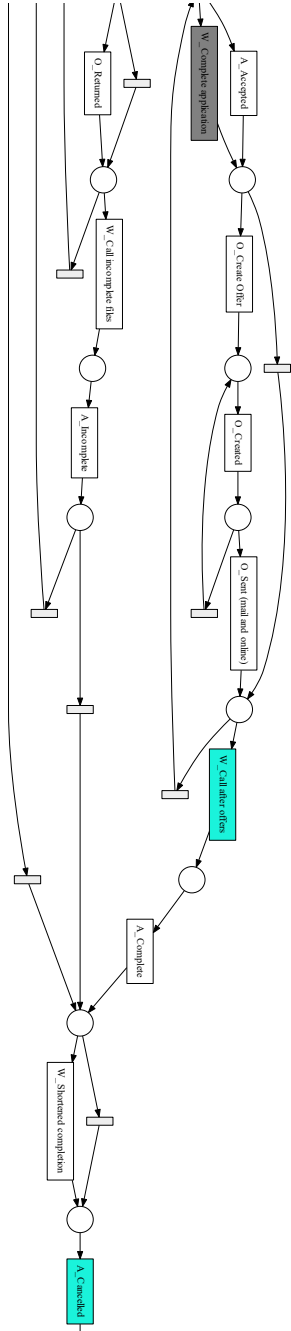 W_Complete application
A_Accepted
O_Returned
W_Call incomplete files
O_Create Offer
A_Incomplete
O_Created
O_Sent (mail and online)
W_Call after offers
A_Complete
W_Shortened completion
A_Cancelled